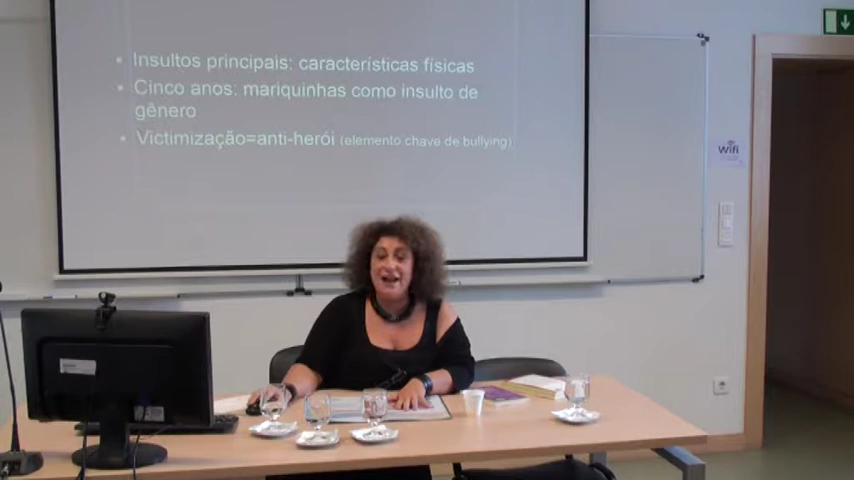 • Insultos principais: características físicas
• Cinco anos: mariquinhas como insulto de
gênero
• Victimização=anti-herói (elemento chave de bullying)
Wifi